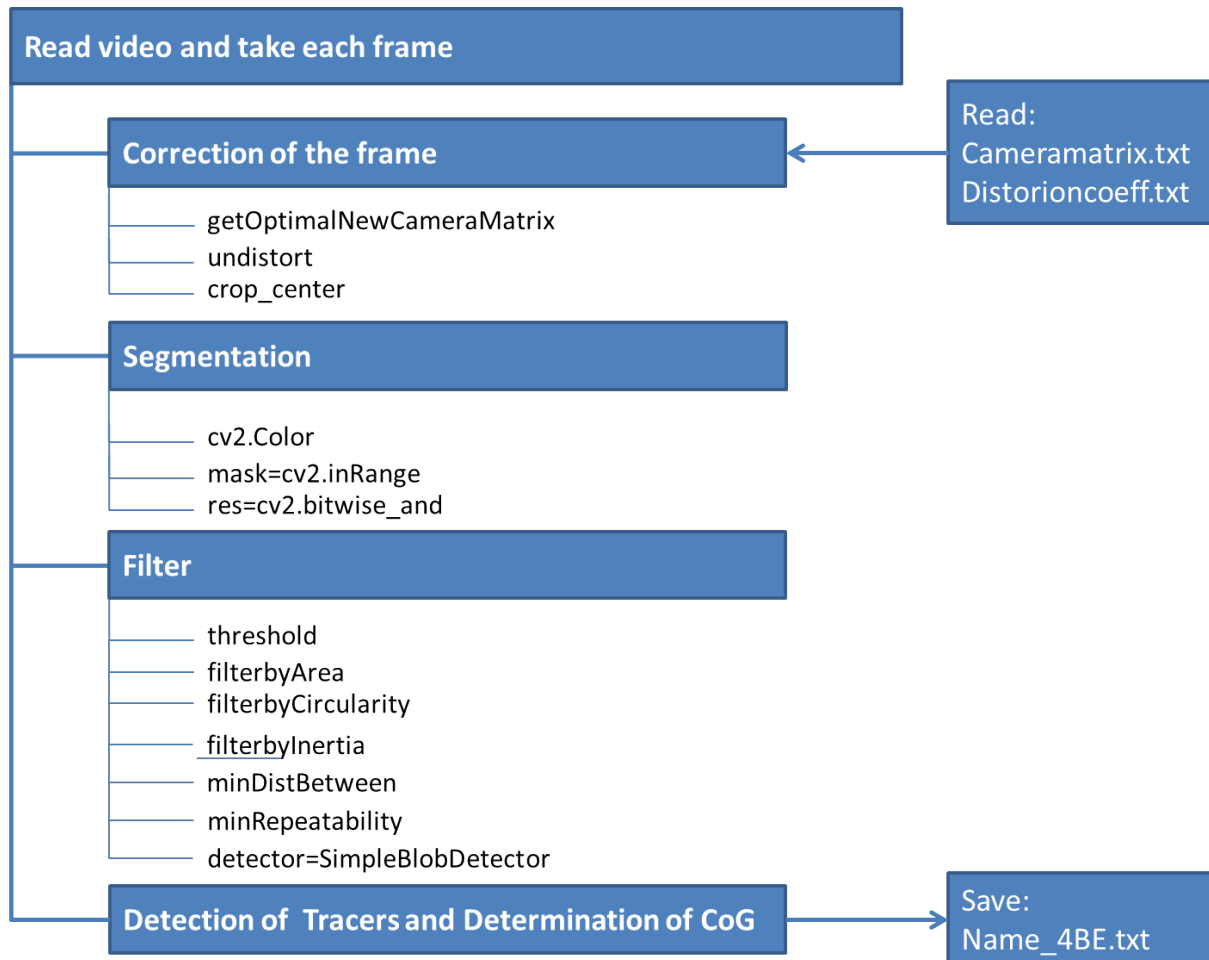 Read video and take each frame
Read:
Cameramatrix.txt
Distorioncoeff.txt
Correction of the frame
getOptimalNewCameraMatrix
undistort
crop_center
Segmentation
cv2.Color
mask=cv2.inRange
res=cv2.bitwise_and
Filter
threshold
filterbyArea
filterbyCircularity
filterbyInertia
minDistBetween
minRepeatability
detector=SimpleBlobDetector
Detection of Tracers and Determination of CoG
Save:
Name_4BE.txt